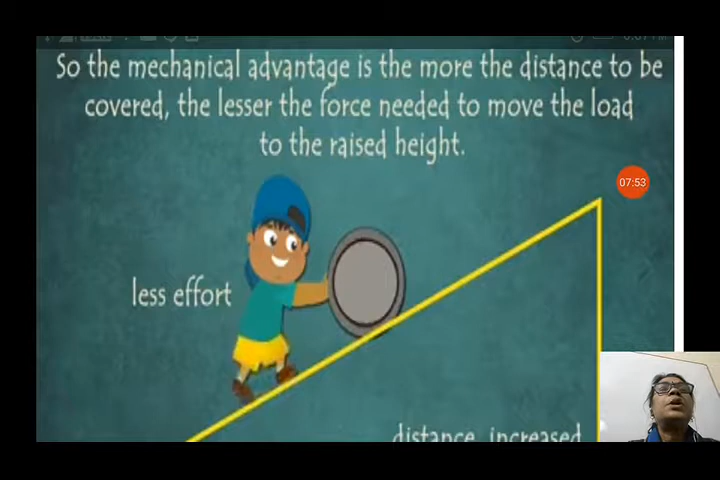 So the mechanical advantage is the more the distance to be
covered, the lesser the force needed to move the load
to the raised height.
07:53
less effort
distance increased